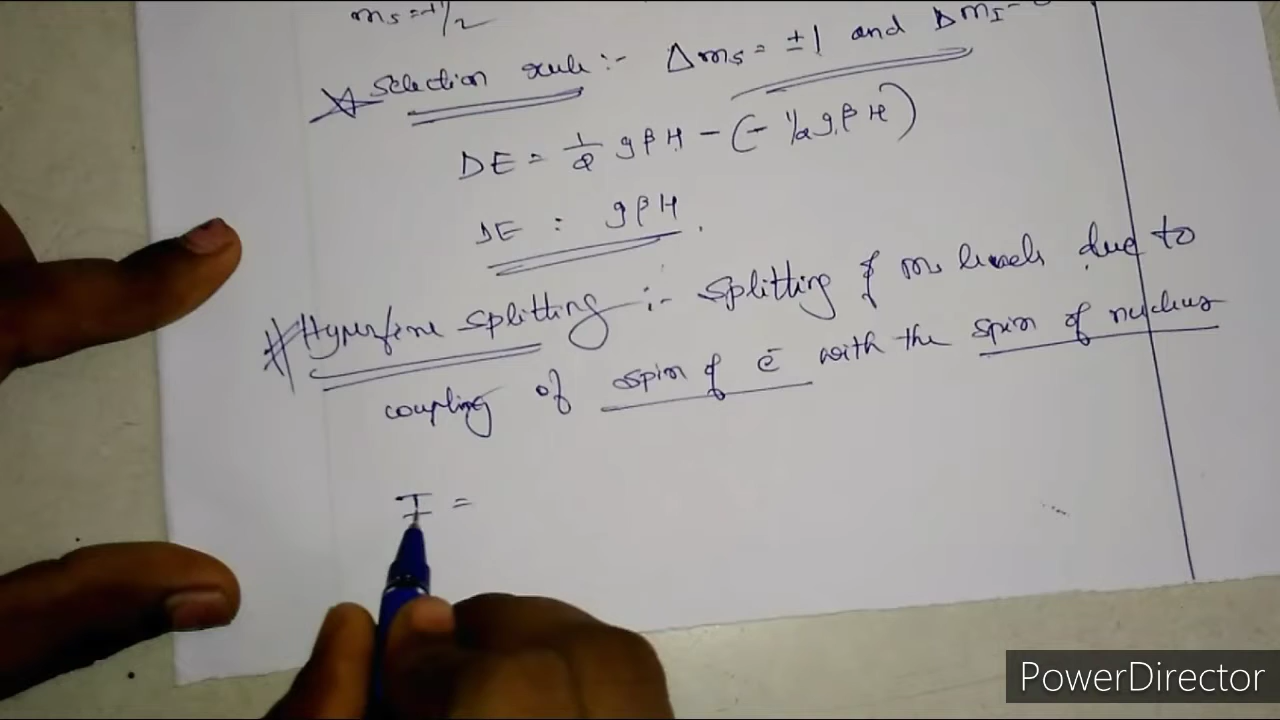 ms = +1/2
Selection rule :- Δms = ±1 and ΔmI =
ΔE = 1/2 gβH - (- 1/2 gβH)
ΔE = gβH.
# Hyperfine splitting :- splitting of ms levels due to
coupling of spin of e⁻ with the spin of nucleus
I =
PowerDirector